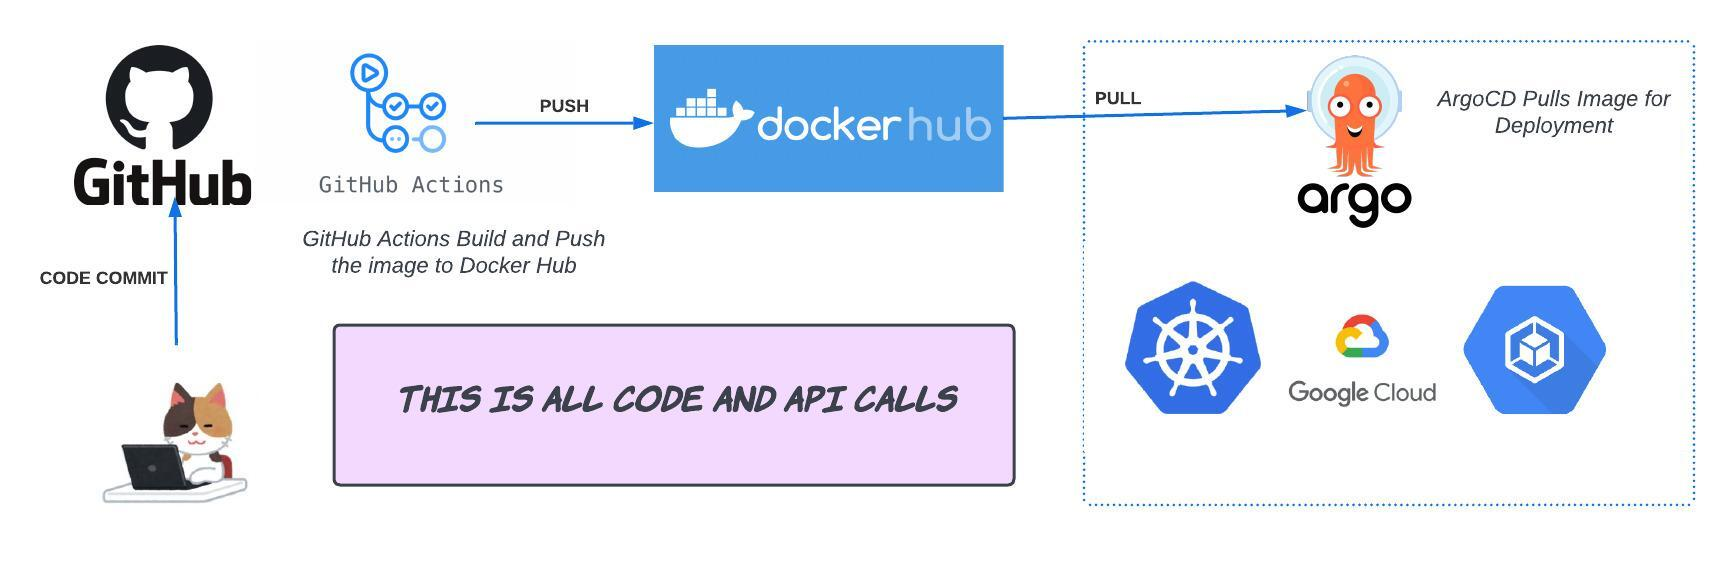 GitHub
GitHub Actions
GitHub Actions Build and Push
the image to Docker Hub
CODE COMMIT
PUSH
docker hub
PULL
argo
ArgoCD Pulls Image for
Deployment
Google Cloud
THIS IS ALL CODE AND API CALLS